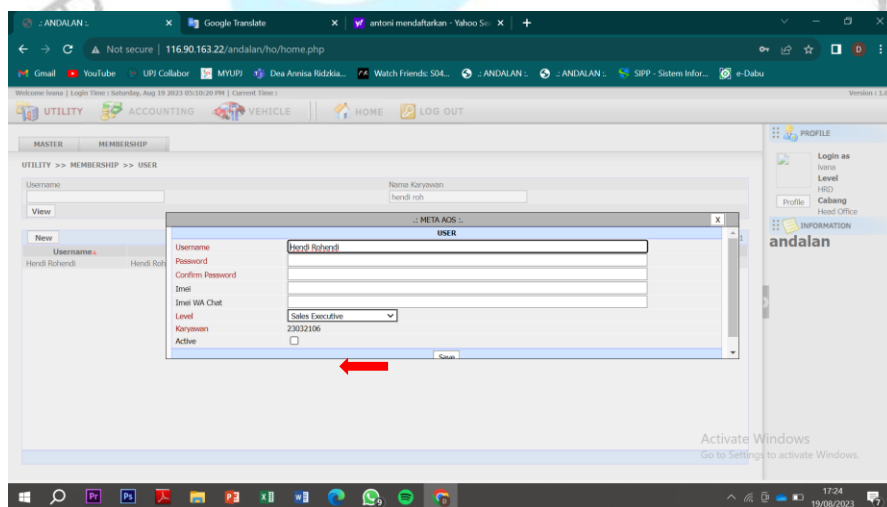 .: ANDALAN :.
Google Translate
antoni mendaftarkan - Yahoo Sea
Not secure | 116.90.163.22/andalan/ho/home.php
Gmail YouTube UPJ Collabor MYUPJ Dea Annisa Ridzkia... Watch Friends: S04... .: ANDALAN :. .: ANDALAN :. SIPP - Sistem Infor... e-Dabu
Welcome Ivana | Login Time : Saturday, Aug 19 2023 05:10:20 PM | Current Time :
Version : 1.
UTILITY ACCOUNTING VEHICLE HOME LOG OUT
MASTER MEMBERSHIP
UTILITY >> MEMBERSHIP >> USER
Username Nama Karyawan
hendi roh
View
New
Username
Hendi Rohendi Hendi Roh
1
.: META AOS :.
X
USER
Username Hendi Rohendi
Password
Confirm Password
Imei
Imei WA Chat
Level Sales Executive
Karyawan 23032106
Active
Save
PROFILE
Login as
Ivana
Level
HRD
Profile
Cabang
Head Office
INFORMATION
andalan
Activate Windows
Go to Settings to activate Windows.
17:24
19/08/2023